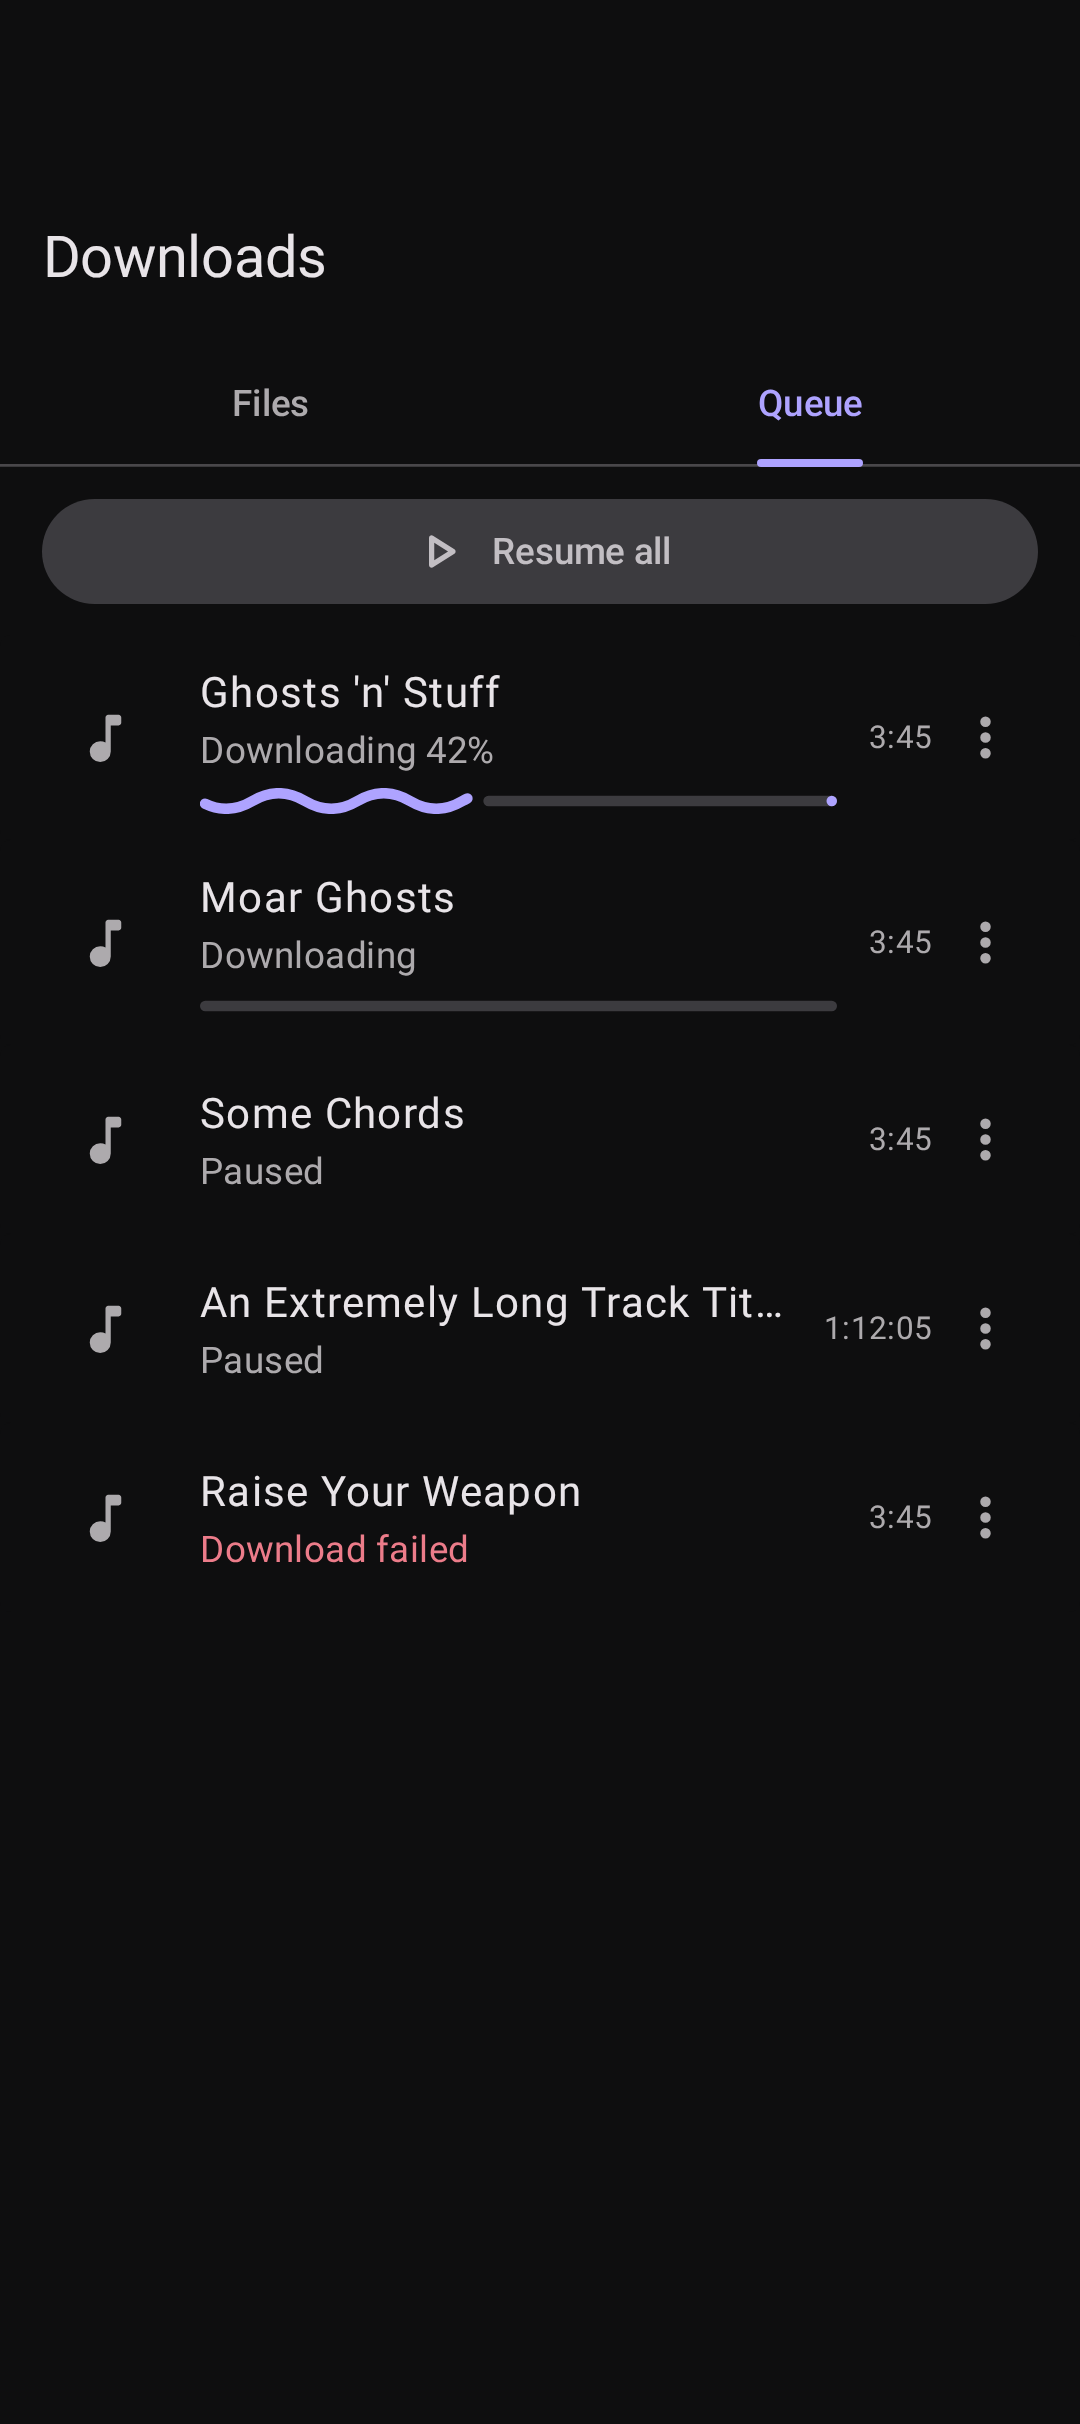 Downloads
Files
Queue
Resume all
Ghosts 'n' Stuff
Downloading 42%
3:45
Moar Ghosts
Downloading
3:45
Some Chords
Paused
3:45
An Extremely Long Track Tit...
Paused
1:12:05
Raise Your Weapon
Download failed
3:45